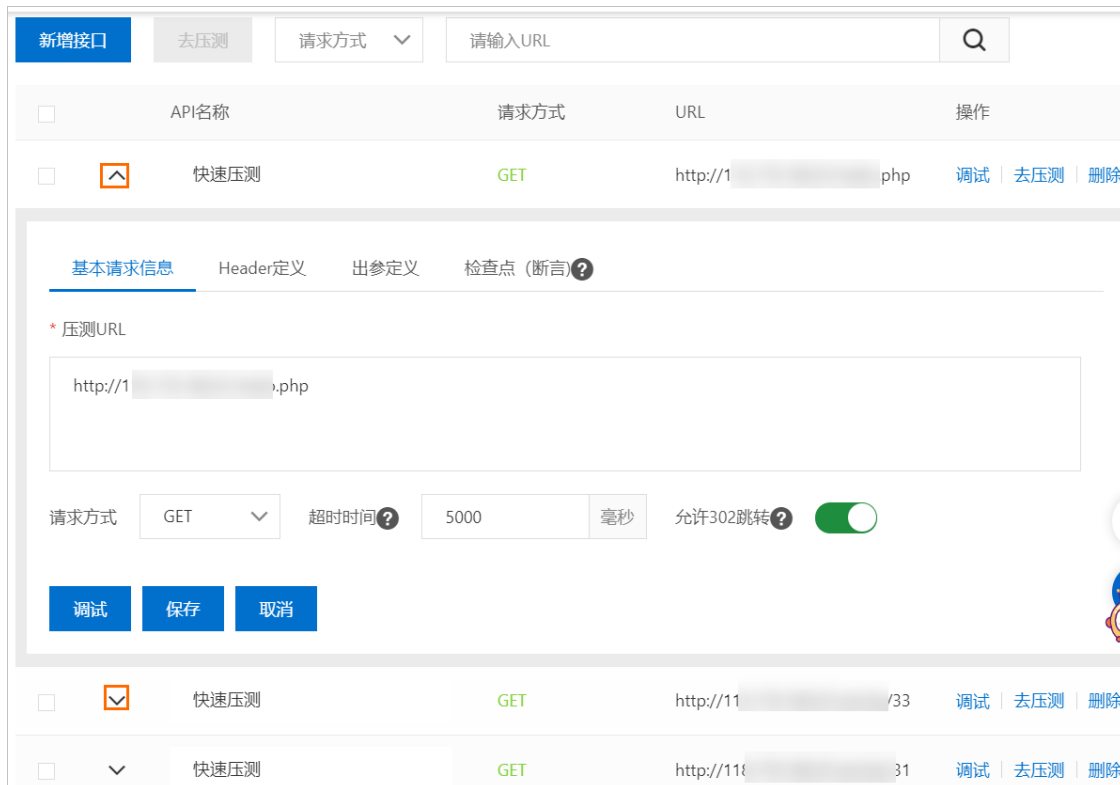 新增接口 去压测 请求方式 请输入URL
API名称 请求方式 URL 操作
快速压测 GET http://1 php 调试 去压测 删除
基本请求信息 Header定义 出参定义 检查点（断言)?
* 压测URL
http://1 .php
请求方式 GET 超时时间? 5000 毫秒 允许302跳转?
调试 保存 取消
快速压测 GET http://11 /33 调试 去压测 删除
快速压测 GET http://118 31 调试 去压测 删除